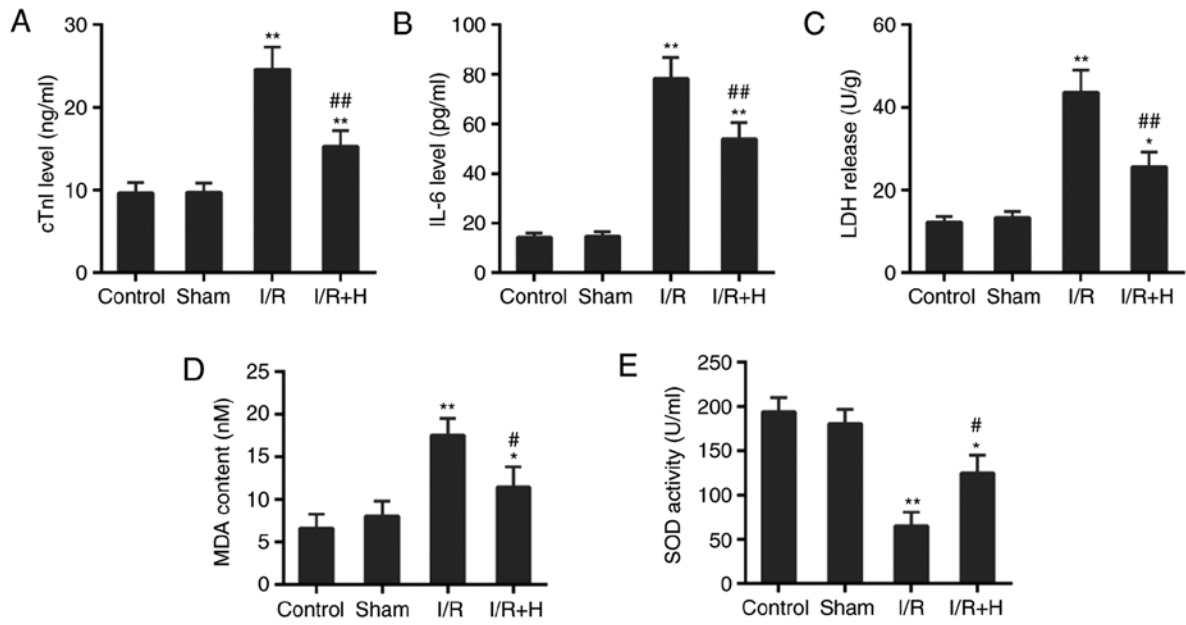 A
cTnI level (ng/ml)
30
20
10
0
**
##
**
Control Sham I/R I/R+H
B
IL-6 level (pg/ml)
100
80
60
40
20
0
**
##
**
Control Sham I/R I/R+H
C
LDH release (U/g)
60
40
20
0
**
##
*
Control Sham I/R I/R+H
D
MDA content (nM)
25
20
15
10
5
0
**
#
*
Control Sham I/R I/R+H
E
SOD activity (U/ml)
250
200
150
100
50
0
**
#
*
Control Sham I/R I/R+H